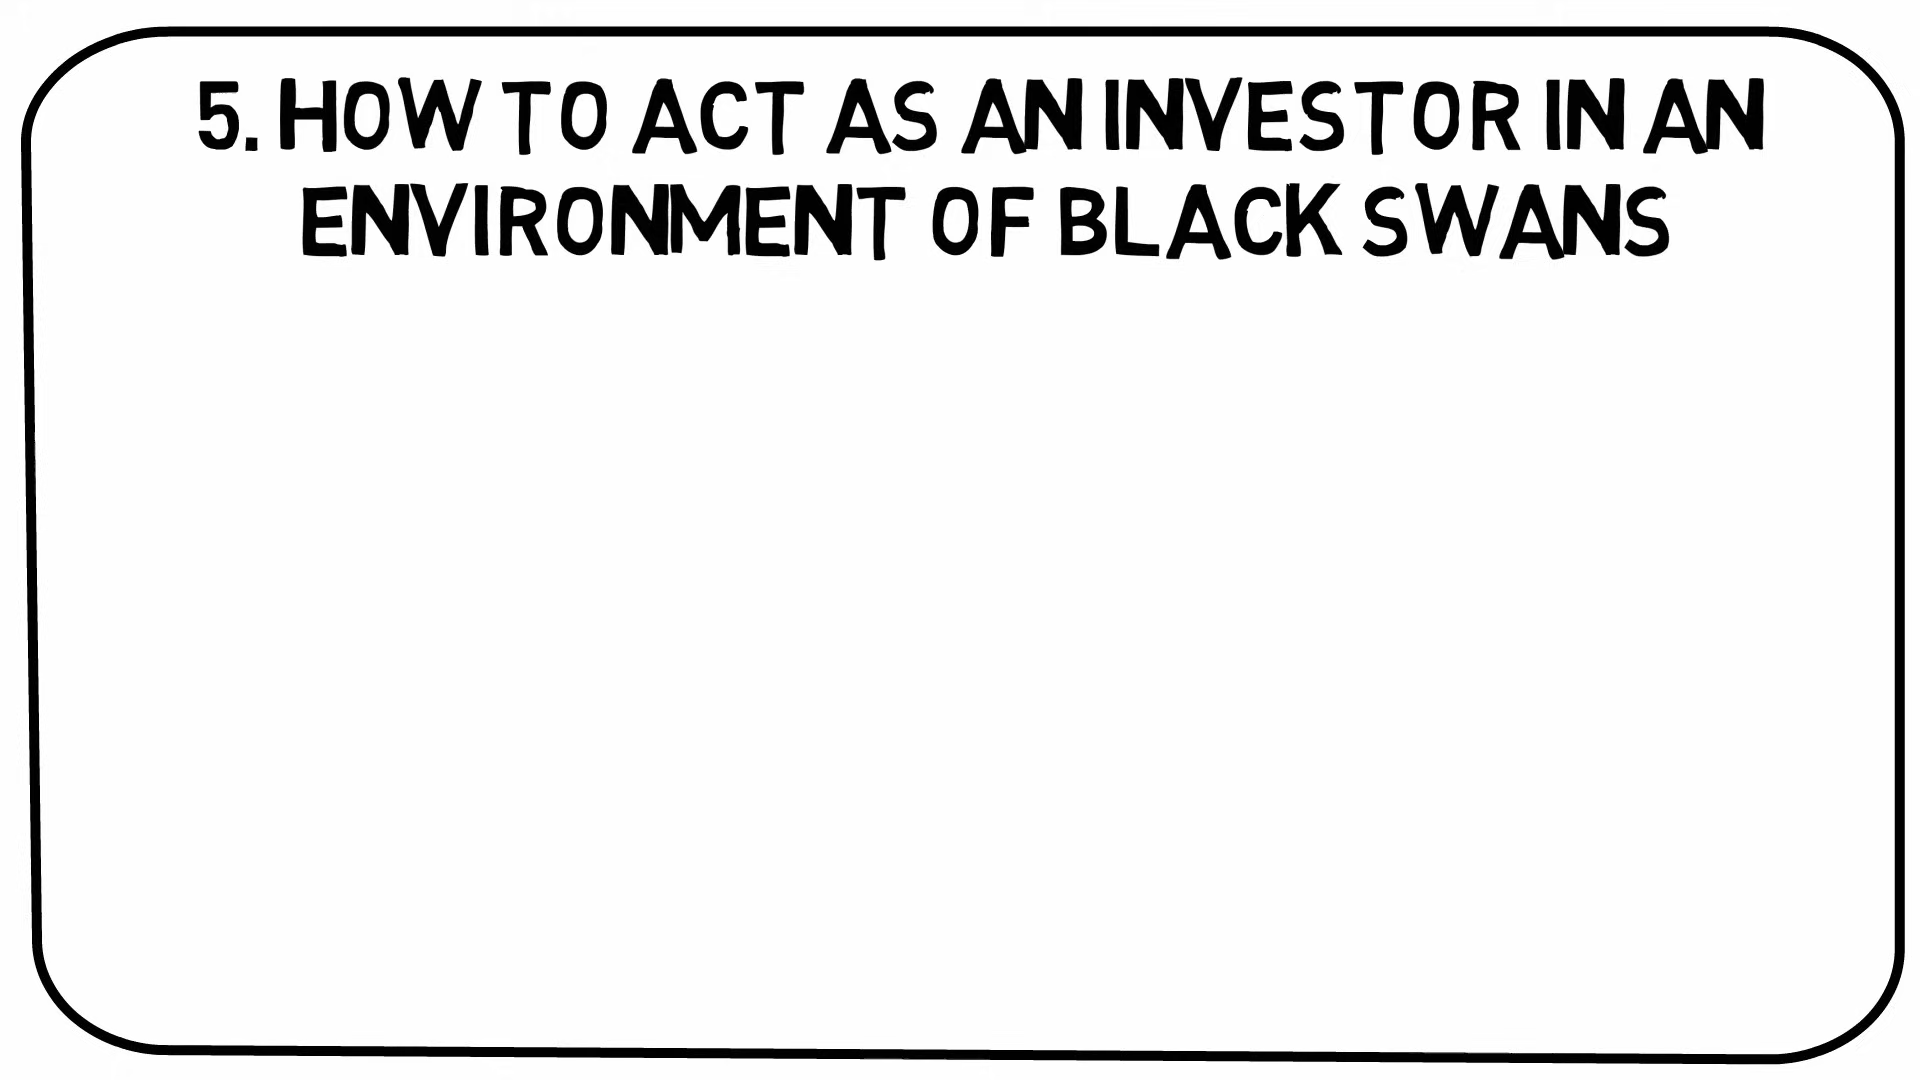 5. HOW TO ACT AS AN INVESTOR IN AN
ENVIRONMENT OF BLACK SWANS